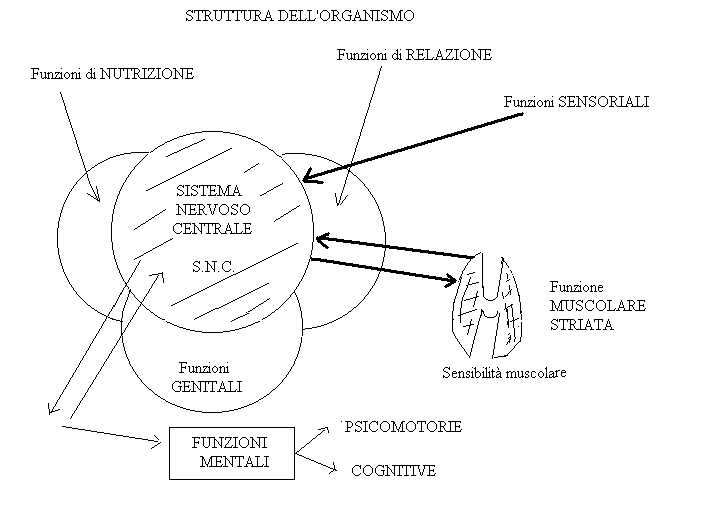 STRUTTURA DELL'ORGANISMO
Funzioni di RELAZIONE
Funzioni di NUTRIZIONE
Funzioni SENSORIALI
SISTEMA
NERVOSO
CENTRALE
S.N.C.
Funzione
MUSCOLARE
STRIATA
Sensibilità muscolare
Funzioni
GENITALI
FUNZIONI
MENTALI
PSICOMOTORIE
COGNITIVE